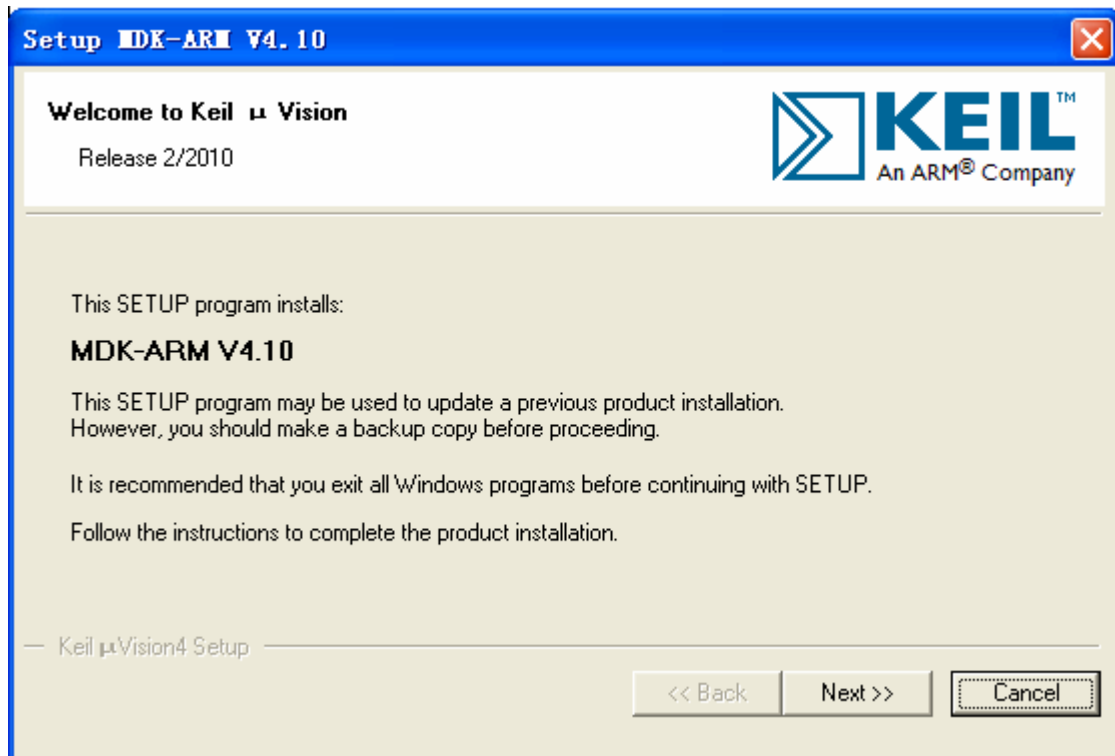 Setup MDK-ARM V4.10
Welcome to Keil μ Vision
Release 2/2010
KEIL™
An ARM® Company
This SETUP program installs:
MDK-ARM V4.10
This SETUP program may be used to update a previous product installation.
However, you should make a backup copy before proceeding.
It is recommended that you exit all Windows programs before continuing with SETUP.
Follow the instructions to complete the product installation.
Keil μVision4 Setup
<< Back
Next >>
Cancel